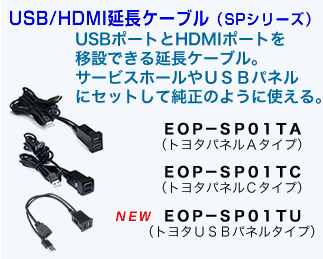 USB/HDMI延長ケーブル（SPシリーズ）
USBポートとHDMIポートを
移設できる延長ケーブル。
サービスホールやＵＳＢパネル
にセットして純正のように使える。
EOP−SP01TA
（トヨタパネルＡタイプ）
EOP−SP01TC
（トヨタパネルＣタイプ）
NEW EOP−SP01TU
（トヨタＵＳＢパネルタイプ）